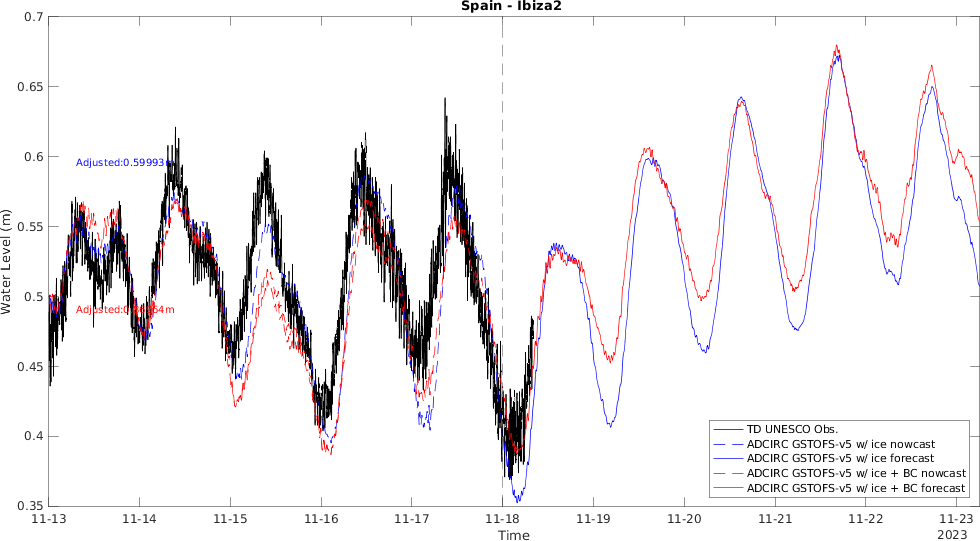 Spain - Ibiza2
0.7
0.65
0.6
0.55
0.5
0.45
0.4
0.35
Water Level (m)
Adjusted:0.59993m
11-13
11-14
11-15
11-16
11-17
11-18
11-19
11-20
11-21
11-22
11-23
2023
Time
TD UNESCO Obs.
ADCIRC GSTOFS-v5 w/ ice nowcast
ADCIRC GSTOFS-v5 w/ ice forecast
ADCIRC GSTOFS-v5 w/ ice + BC nowcast
ADCIRC GSTOFS-v5 w/ ice + BC forecast